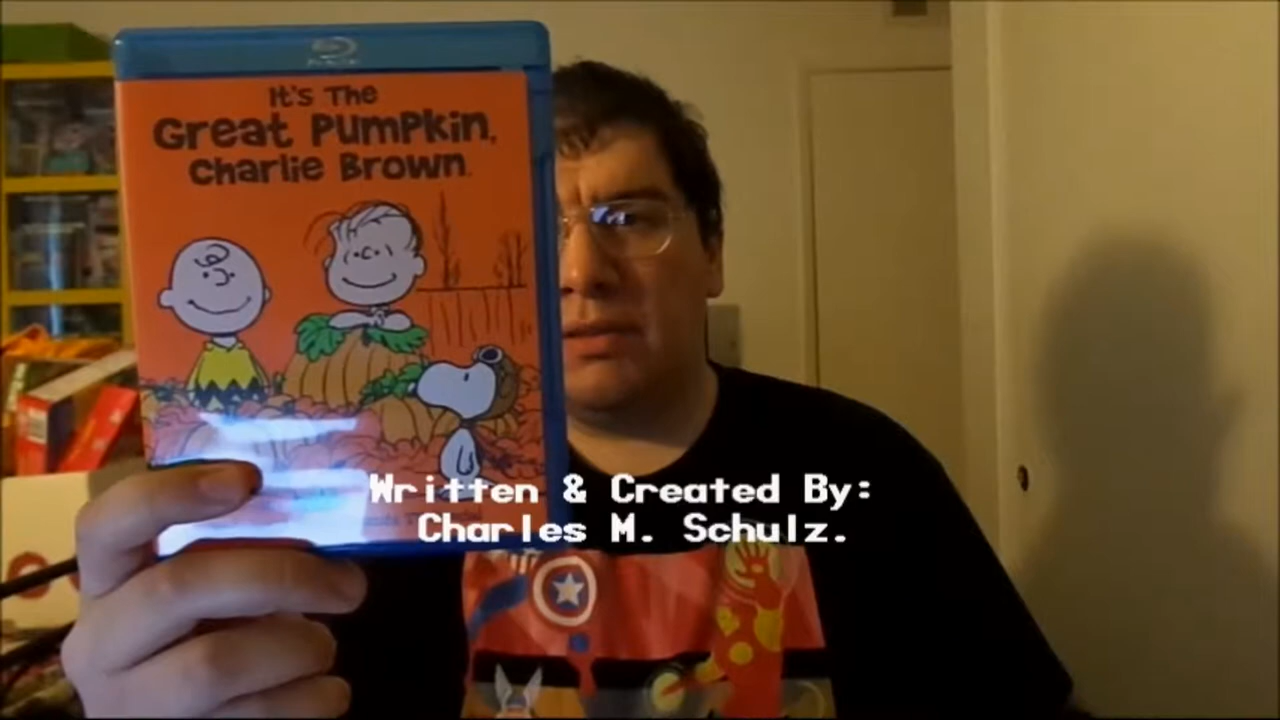 It's The
Great Pumpkin,
Charlie Brown
Written & Created By:
Charles M. Schulz.